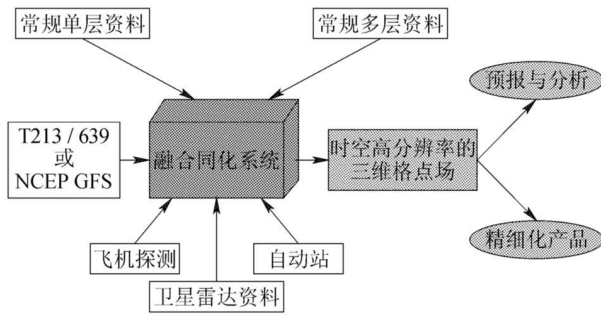 常规单层资料
常规多层资料
T213 / 639
或
NCEP GFS
融合同化系统
时空高分辨率的
三维格点场
预报与分析
精细化产品
飞机探测
自动站
卫星雷达资料